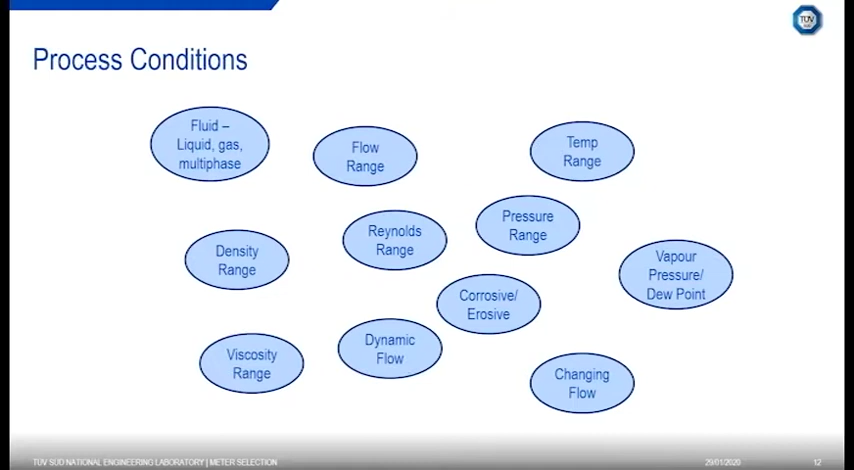 TÜV
SÜD
Process Conditions
Fluid –
Liquid, gas,
multiphase
Flow
Range
Temp
Range
Density
Range
Reynolds
Range
Pressure
Range
Vapour
Pressure/
Dew Point
Corrosive/
Erosive
Viscosity
Range
Dynamic
Flow
Changing
Flow
TÜV SÜD NATIONAL ENGINEERING LABORATORY | METER SELECTION
29/01/2020
12